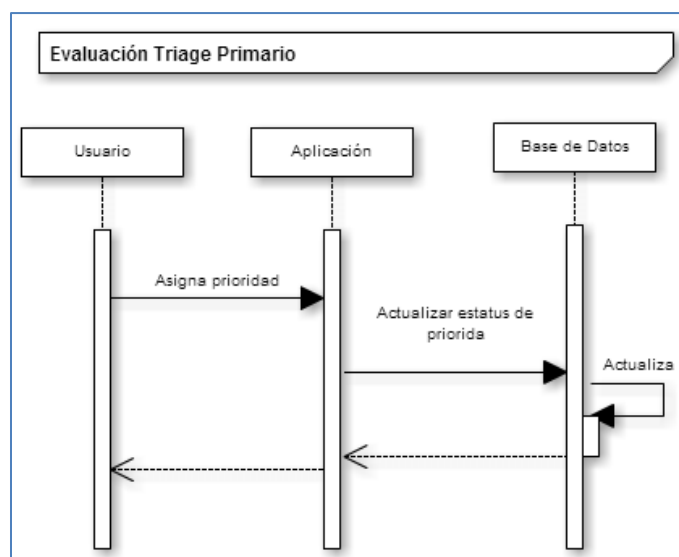 Evaluación Triage Primario
Usuario
Aplicación
Base de Datos
Asigna prioridad
Actualizar estatus de
priorida
Actualiza